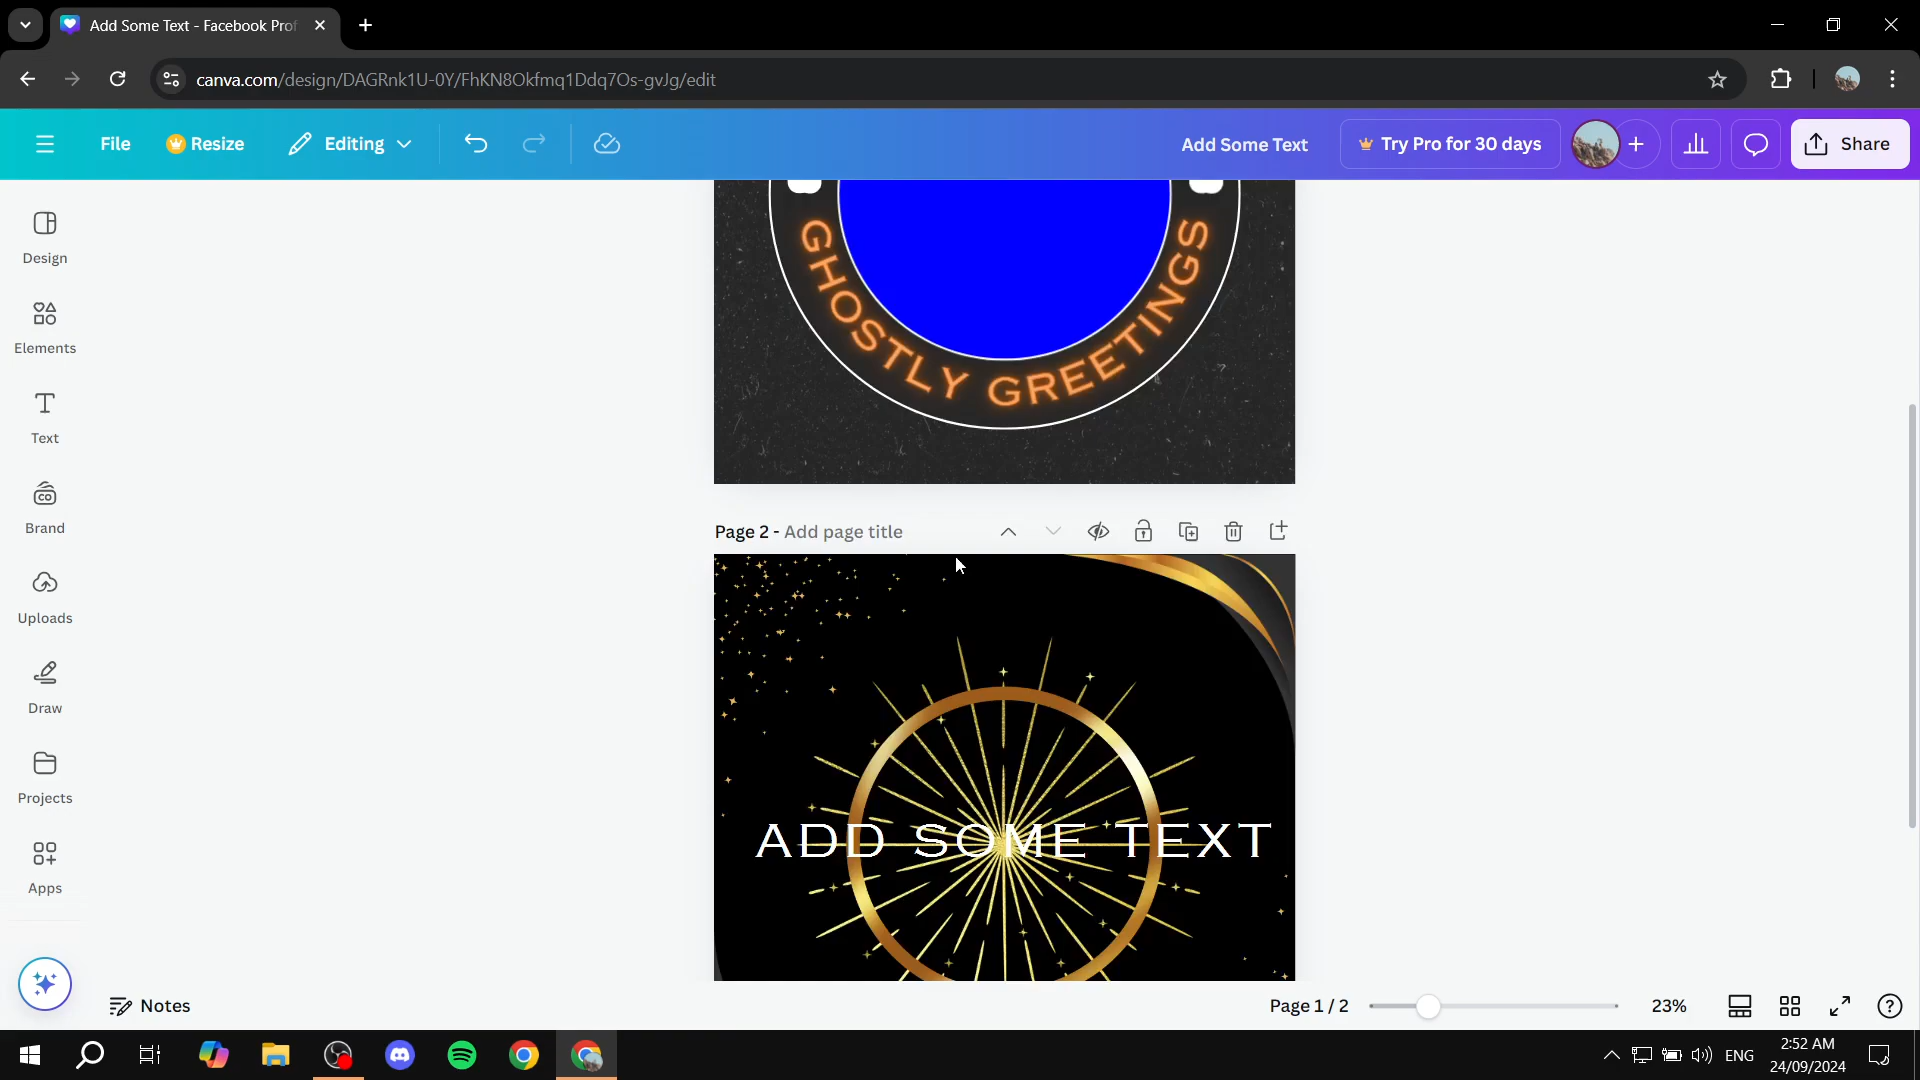 Add Some Text - Facebook Prof
canva.com/design/DAGRnk1U-0Y/FhKN8Okfmq1Ddq7Os-gvJg/edit
File Resize Editing Add Some Text Try Pro for 30 days Share
Design
Elements
Text
Brand
Uploads
Draw
Projects
Apps
GHOSTLY GREETINGS
Page 2 - Add page title
ADD SOME TEXT
Notes
Page 1 / 2
23%
ENG
2:52 AM
24/09/2024